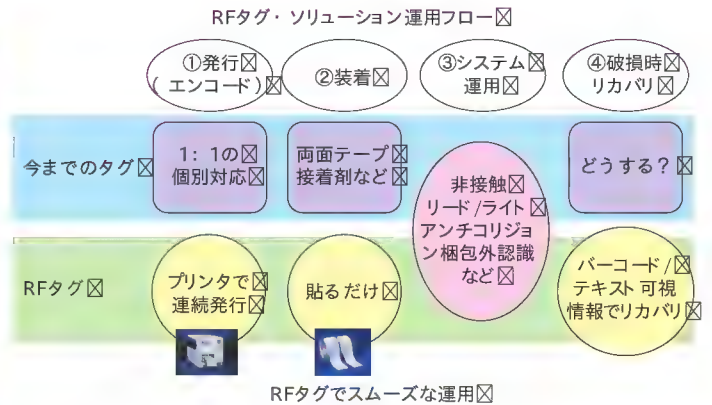 RFタグ・ソリューション運用フロー
①発行
(エンコード)
②装着
③システム
運用
④破損時
リカバリ
今までのタグ
1：1の
個別対応
両面テープ
接着剤など
どうする？
非接触
リード/ライト
アンチコリジョ
ン梱包外認識
など
RFタグ
プリンタで
連続発行
貼るだけ
バーコード/
テキスト可視
情報でリカバリ
RFタグでスムーズな運用